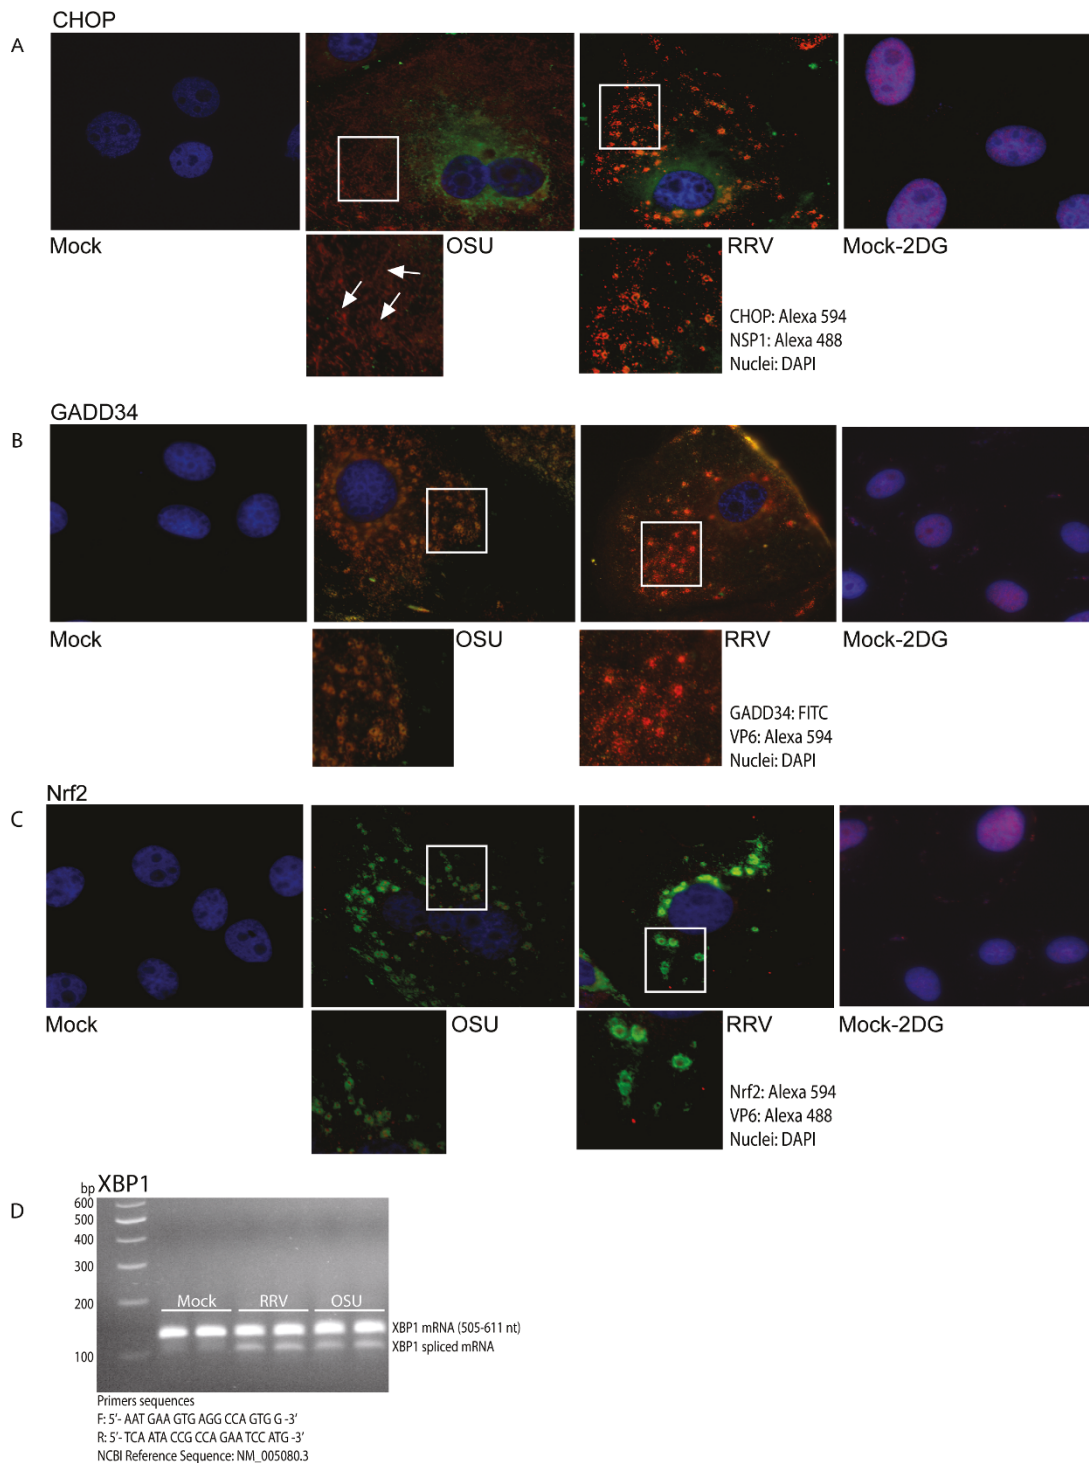 CHOP
A
Mock
OSU
RRV
Mock-2DG
CHOP: Alexa 594
NSP1: Alexa 488
Nuclei: DAPI
GADD34
B
Mock
OSU
RRV
Mock-2DG
GADD34: FITC
VP6: Alexa 594
Nuclei: DAPI
Nrf2
C
Mock
OSU
RRV
Mock-2DG
Nrf2: Alexa 594
VP6: Alexa 488
Nuclei: DAPI
D
bp XBP1
600
500
400
300
200
100
Mock RRV OSU
XBP1 mRNA (505-611 nt)
XBP1 spliced mRNA
Primers sequences
F: 5′- AAT GAA GTG AGG CCA GTG G -3′
R: 5′- TCA ATA CCG CCA GAA TCC ATG -3′
NCBI Reference Sequence: NM_005080.3